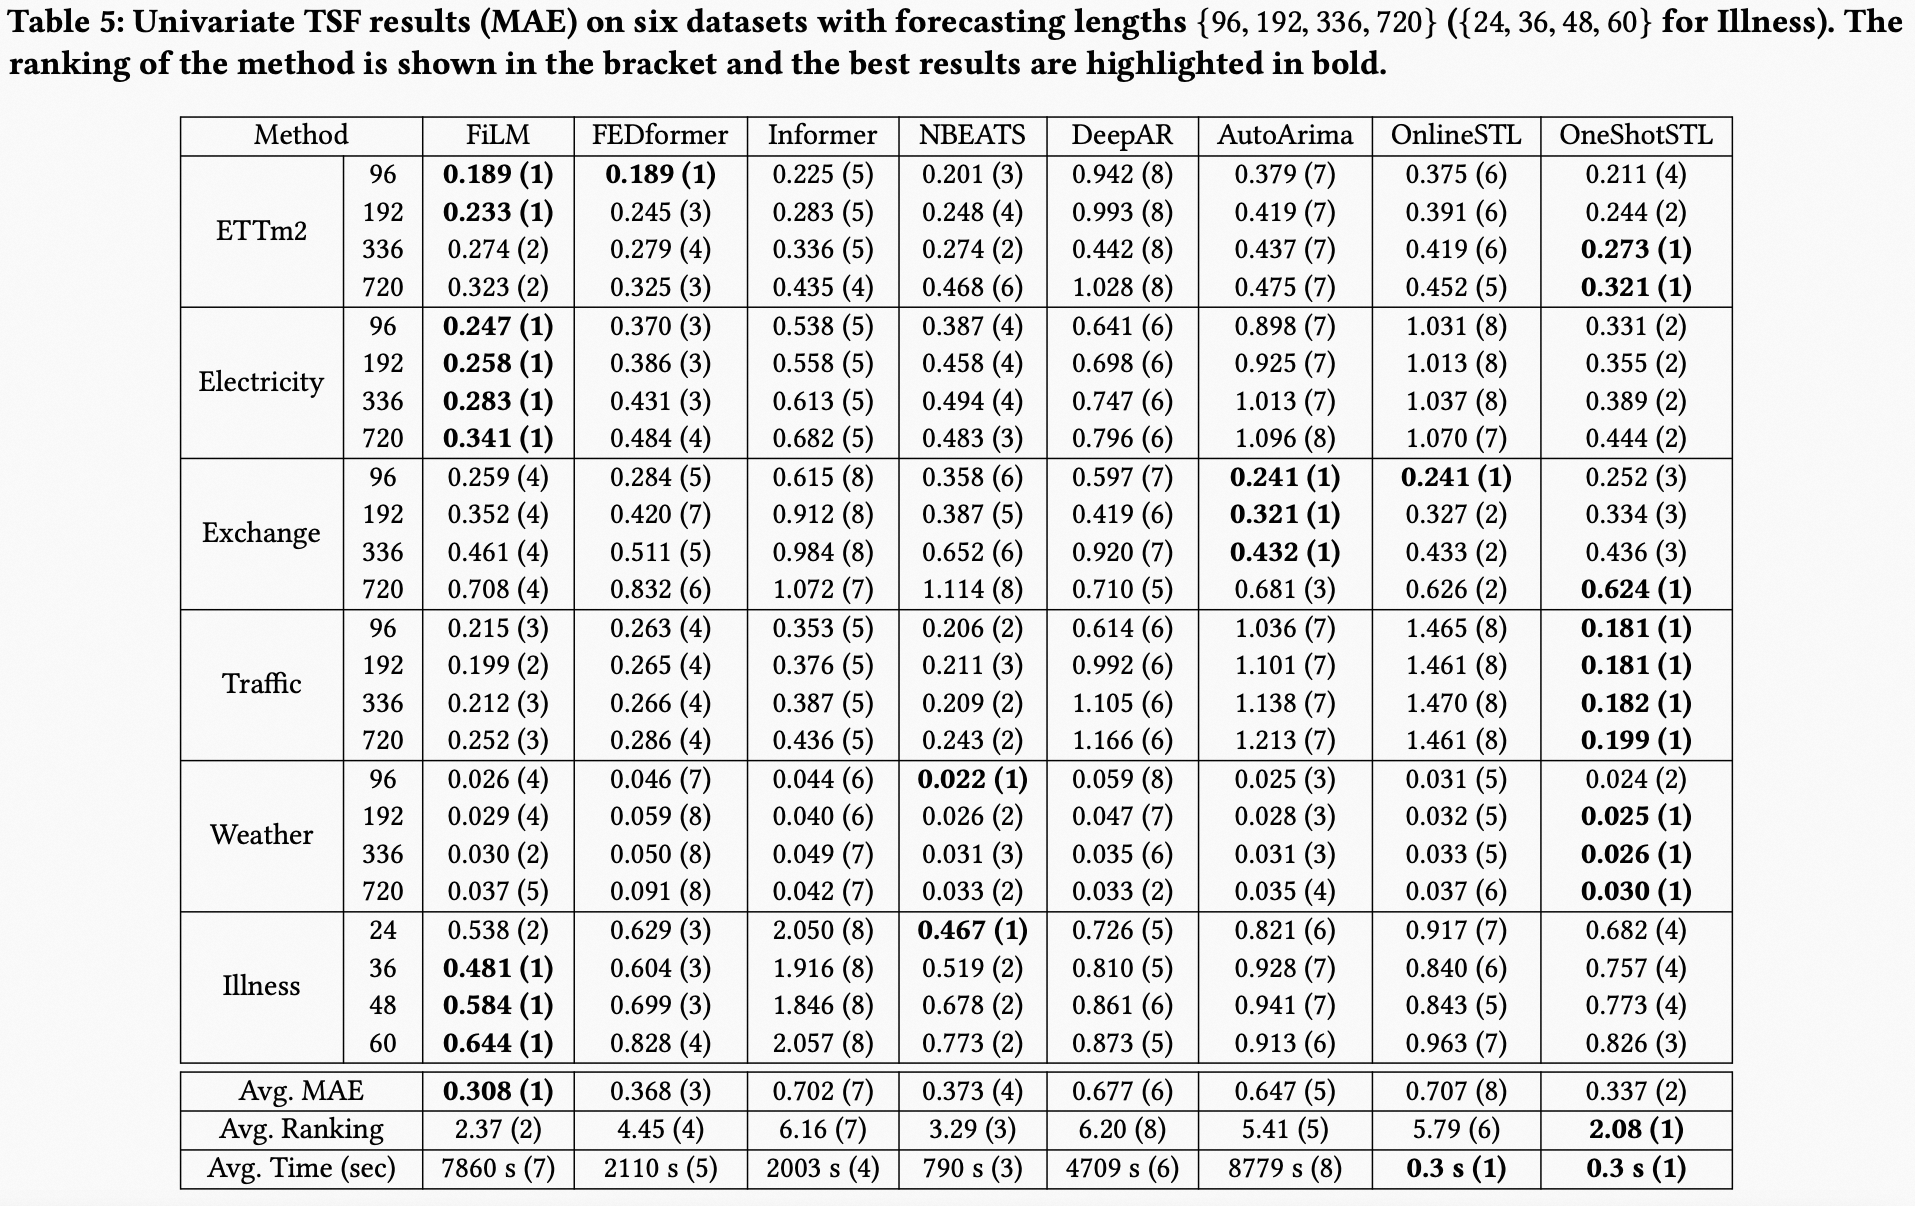 Table 5: Univariate TSF results (MAE) on six datasets with forecasting lengths {96, 192, 336, 720} ({24, 36, 48, 60} for Illness). The
ranking of the method is shown in the bracket and the best results are highlighted in bold.
Method FiLM FEDformer Informer NBEATS DeepAR AutoArima OnlineSTL OneShotSTL
ETTm2
96 0.189 (1) 0.189 (1) 0.225 (5) 0.201 (3) 0.942 (8) 0.379 (7) 0.375 (6) 0.211 (4)
192 0.233 (1) 0.245 (3) 0.283 (5) 0.248 (4) 0.993 (8) 0.419 (7) 0.391 (6) 0.244 (2)
336 0.274 (2) 0.279 (4) 0.336 (5) 0.274 (2) 0.442 (8) 0.437 (7) 0.419 (6) 0.273 (1)
720 0.323 (2) 0.325 (3) 0.435 (4) 0.468 (6) 1.028 (8) 0.475 (7) 0.452 (5) 0.321 (1)
Electricity
96 0.247 (1) 0.370 (3) 0.538 (5) 0.387 (4) 0.641 (6) 0.898 (7) 1.031 (8) 0.331 (2)
192 0.258 (1) 0.386 (3) 0.558 (5) 0.458 (4) 0.698 (6) 0.925 (7) 1.013 (8) 0.355 (2)
336 0.283 (1) 0.431 (3) 0.613 (5) 0.494 (4) 0.747 (6) 1.013 (7) 1.037 (8) 0.389 (2)
720 0.341 (1) 0.484 (4) 0.682 (5) 0.483 (3) 0.796 (6) 1.096 (8) 1.070 (7) 0.444 (2)
Exchange
96 0.259 (4) 0.284 (5) 0.615 (8) 0.358 (6) 0.597 (7) 0.241 (1) 0.241 (1) 0.252 (3)
192 0.352 (4) 0.420 (7) 0.912 (8) 0.387 (5) 0.419 (6) 0.321 (1) 0.327 (2) 0.334 (3)
336 0.461 (4) 0.511 (5) 0.984 (8) 0.652 (6) 0.920 (7) 0.432 (1) 0.433 (2) 0.436 (3)
720 0.708 (4) 0.832 (6) 1.072 (7) 1.114 (8) 0.710 (5) 0.681 (3) 0.626 (2) 0.624 (1)
Traffic
96 0.215 (3) 0.263 (4) 0.353 (5) 0.206 (2) 0.614 (6) 1.036 (7) 1.465 (8) 0.181 (1)
192 0.199 (2) 0.265 (4) 0.376 (5) 0.211 (3) 0.992 (6) 1.101 (7) 1.461 (8) 0.181 (1)
336 0.212 (3) 0.266 (4) 0.387 (5) 0.209 (2) 1.105 (6) 1.138 (7) 1.470 (8) 0.182 (1)
720 0.252 (3) 0.286 (4) 0.436 (5) 0.243 (2) 1.166 (6) 1.213 (7) 1.461 (8) 0.199 (1)
Weather
96 0.026 (4) 0.046 (7) 0.044 (6) 0.022 (1) 0.059 (8) 0.025 (3) 0.031 (5) 0.024 (2)
192 0.029 (4) 0.059 (8) 0.040 (6) 0.026 (2) 0.047 (7) 0.028 (3) 0.032 (5) 0.025 (1)
336 0.030 (2) 0.050 (8) 0.049 (7) 0.031 (3) 0.035 (6) 0.031 (3) 0.033 (5) 0.026 (1)
720 0.037 (5) 0.091 (8) 0.042 (7) 0.033 (2) 0.033 (2) 0.035 (4) 0.037 (6) 0.030 (1)
Illness
24 0.538 (2) 0.629 (3) 2.050 (8) 0.467 (1) 0.726 (5) 0.821 (6) 0.917 (7) 0.682 (4)
36 0.481 (1) 0.604 (3) 1.916 (8) 0.519 (2) 0.810 (5) 0.928 (7) 0.840 (6) 0.757 (4)
48 0.584 (1) 0.699 (3) 1.846 (8) 0.678 (2) 0.861 (6) 0.941 (7) 0.843 (5) 0.773 (4)
60 0.644 (1) 0.828 (4) 2.057 (8) 0.773 (2) 0.873 (5) 0.913 (6) 0.963 (7) 0.826 (3)
Avg. MAE 0.308 (1) 0.368 (3) 0.702 (7) 0.373 (4) 0.677 (6) 0.647 (5) 0.707 (8) 0.337 (2)
Avg. Ranking 2.37 (2) 4.45 (4) 6.16 (7) 3.29 (3) 6.20 (8) 5.41 (5) 5.79 (6) 2.08 (1)
Avg. Time (sec) 7860 s (7) 2110 s (5) 2003 s (4) 790 s (3) 4709 s (6) 8779 s (8) 0.3 s (1) 0.3 s (1)